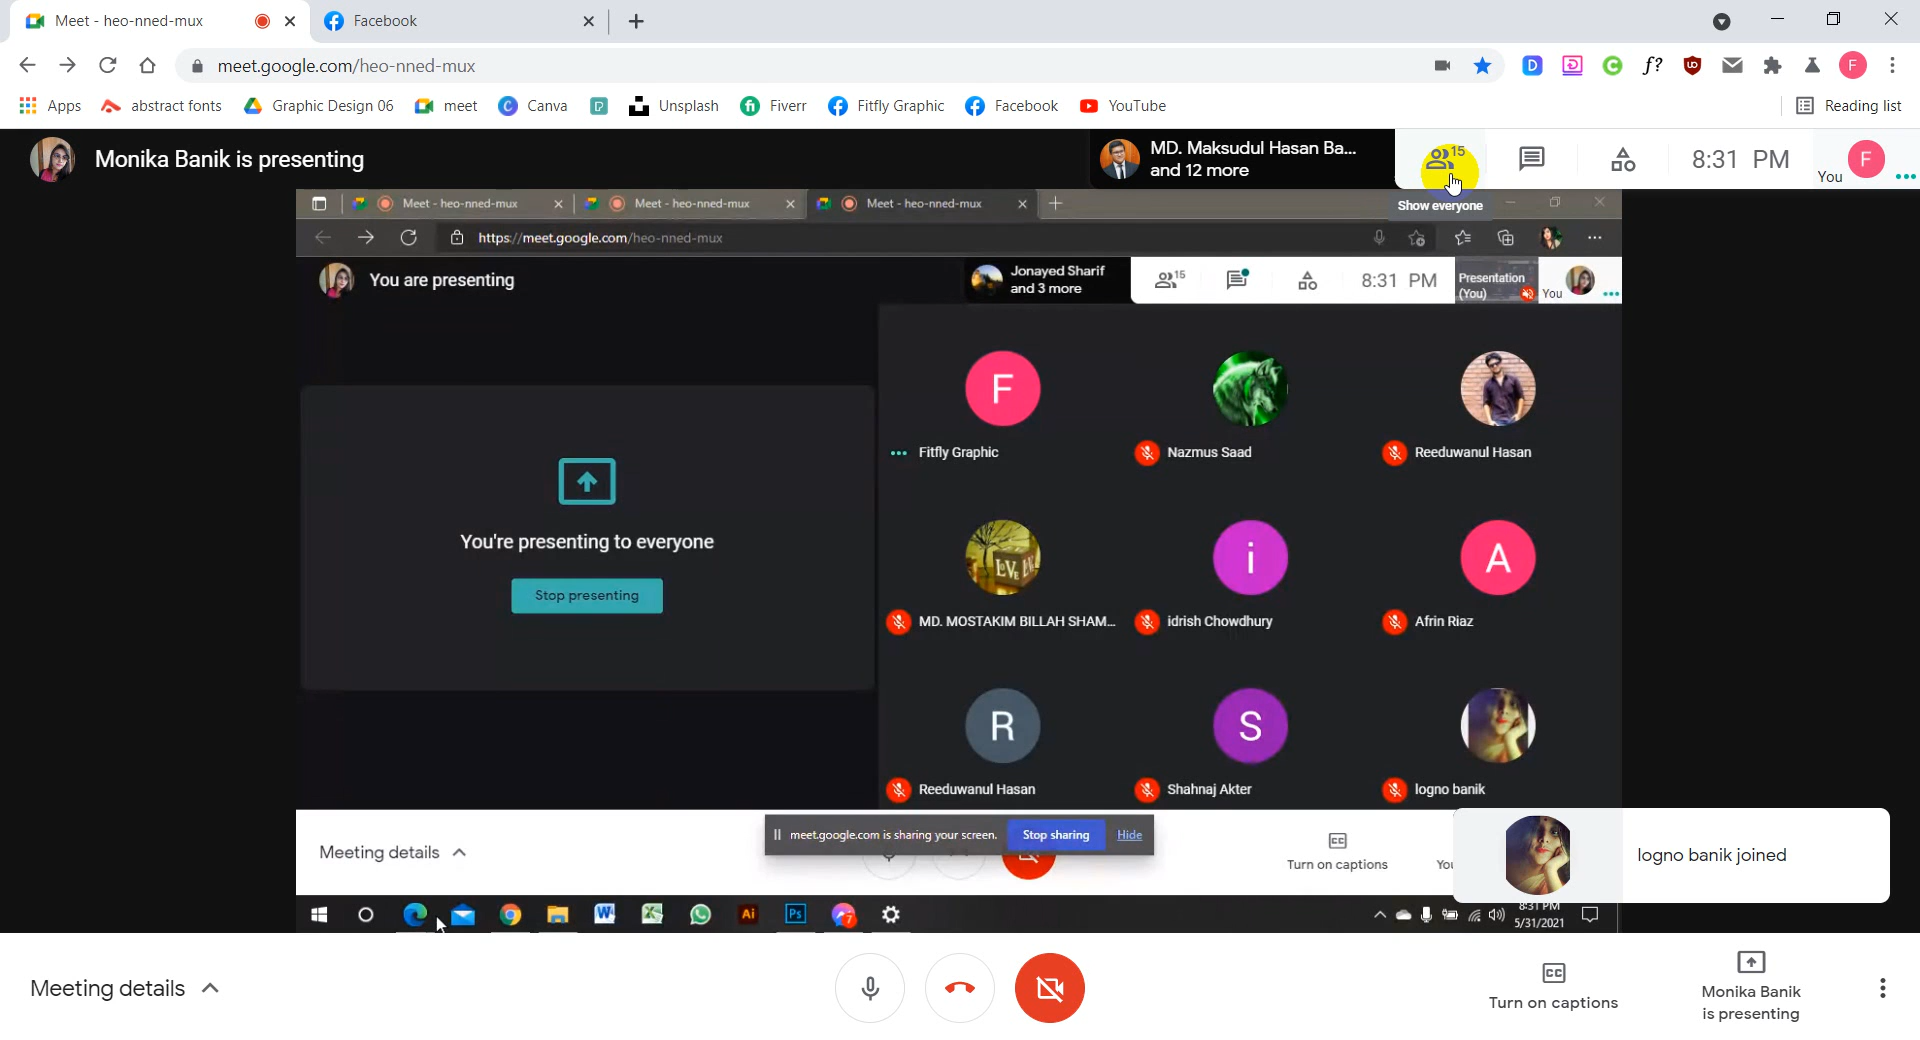 Meet - heo-nned-mux
Facebook
meet.google.com/heo-nned-mux
D
f?
F
Apps
abstract fonts
Graphic Design 06
meet
Canva
Unsplash
Fiverr
Fitfly Graphic
Facebook
YouTube
Reading list
Monika Banik is presenting
MD. Maksudul Hasan Ba...
and 12 more
15
8:31 PM
You
F
Show everyone
Meet - heo-nned-mux
Meet - heo-nned-mux
Meet - heo-nned-mux
https://meet.google.com/heo-nned-mux
You are presenting
Jonayed Sharif
and 3 more
15
8:31 PM
Presentation
(You)
You
F
Fitfly Graphic
Nazmus Saad
Reeduwanul Hasan
You're presenting to everyone
Stop presenting
LOVE
i
A
MD. MOSTAKIM BILLAH SHAM...
idrish Chowdhury
Afrin Riaz
R
S
Reeduwanul Hasan
Shahnaj Akter
logno banik
Meeting details
meet.google.com is sharing your screen.
Stop sharing
Hide
CC
Turn on captions
You
logno banik joined
Ai
Ps
7
8:31 PM
5/31/2021
Meeting details
CC
Turn on captions
Monika Banik
is presenting